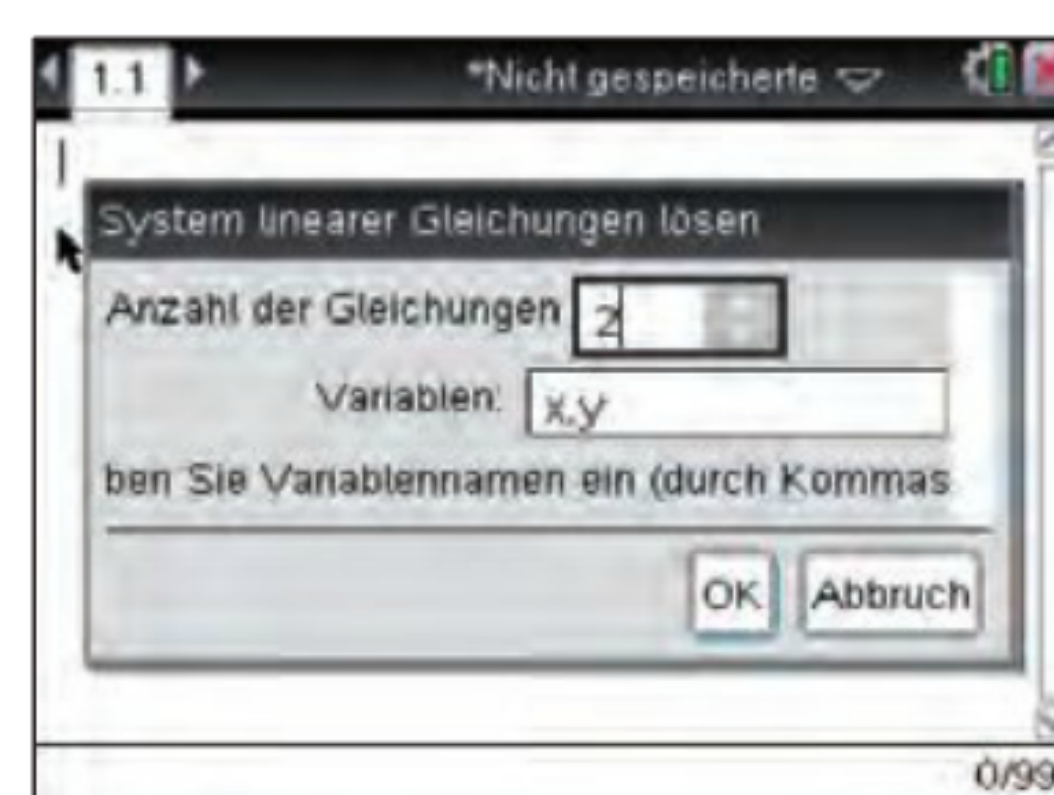 1.1 *Nicht gespeicherte
System linearer Gleichungen lösen
Anzahl der Gleichungen 2
Variablen: x,y
ben Sie Variablennamen ein (durch Kommas
OK Abbruch
0/99